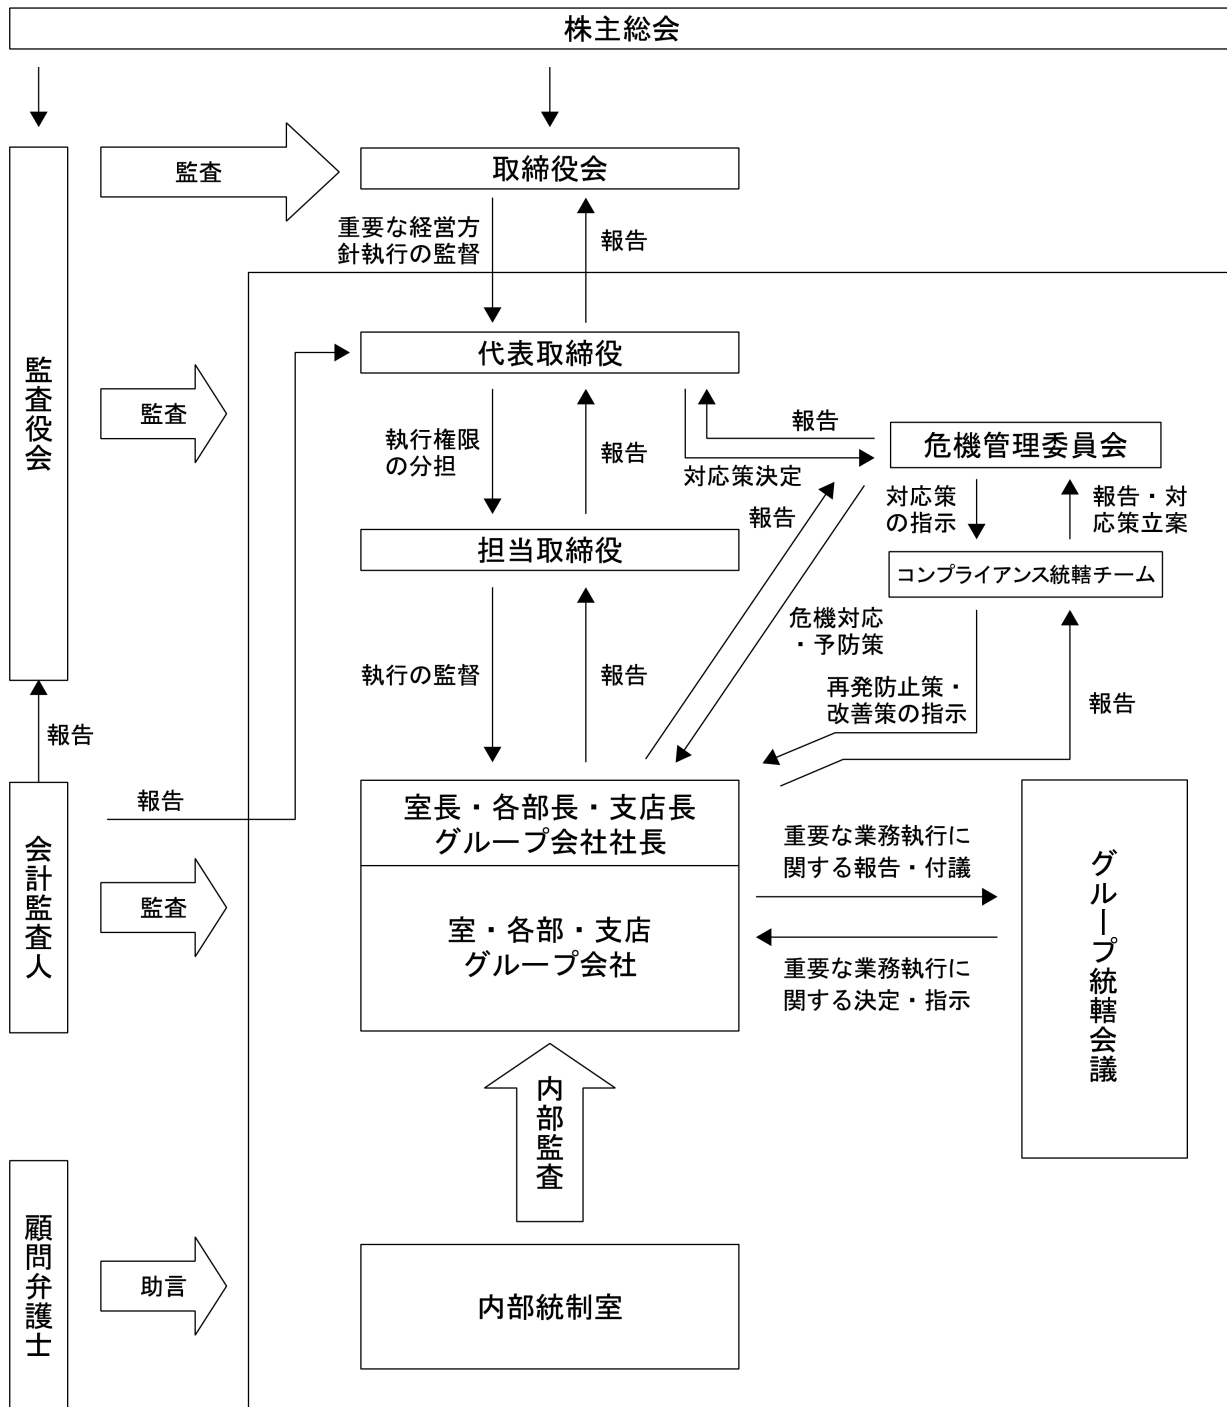 株主総会
監査
取締役会
重要な経営方
針執行の監督
報告
監査役会
代表取締役
監査
執行権限
の分担
報告
報告
対応策決定
危機管理委員会
対応策
の指示
報告・対
応策立案
報告
担当取締役
コンプライアンス統轄チーム
執行の監督
報告
危機対応
・予防策
再発防止策・
改善策の指示
報告
報告
会計監査人
報告
監査
室長・各部長・支店長
グループ会社社長
室・各部・支店
グループ会社
重要な業務執行に
関する報告・付議
重要な業務執行に
関する決定・指示
グループ統轄会議
内部監査
顧問弁護士
助言
内部統制室